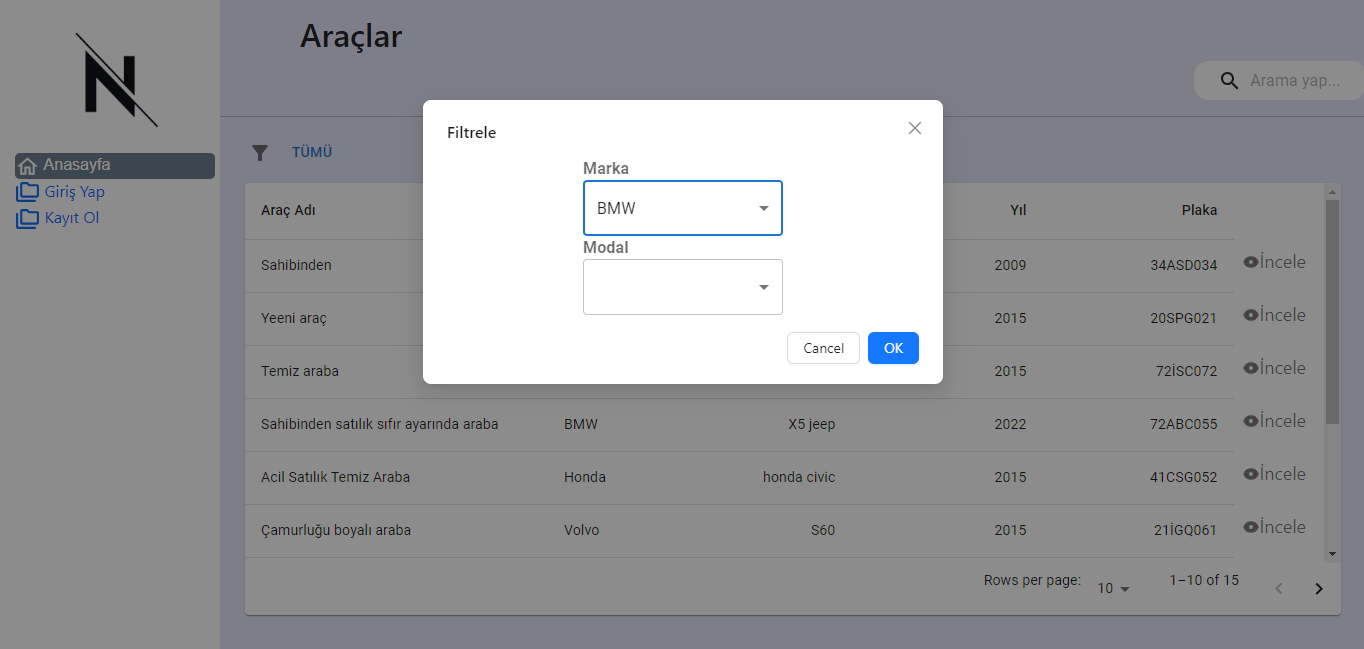 Araçlar
Arama yap...
Anasayfa
Giriş Yap
Kayıt Ol
TÜMÜ
Filtrele
Marka
BMW
Modal
Cancel OK
Araç Adı Yıl Plaka
Sahibinden 2009 34ASD034 İncele
Yeeni araç 2015 20SPG021 İncele
Temiz araba 2015 72İSC072 İncele
Sahibinden satılık sıfır ayarında araba BMW X5 jeep 2022 72ABC055 İncele
Acil Satılık Temiz Araba Honda honda civic 2015 41CSG052 İncele
Çamurluğu boyalı araba Volvo S60 2015 21İGQ061 İncele
Rows per page: 10 1–10 of 15